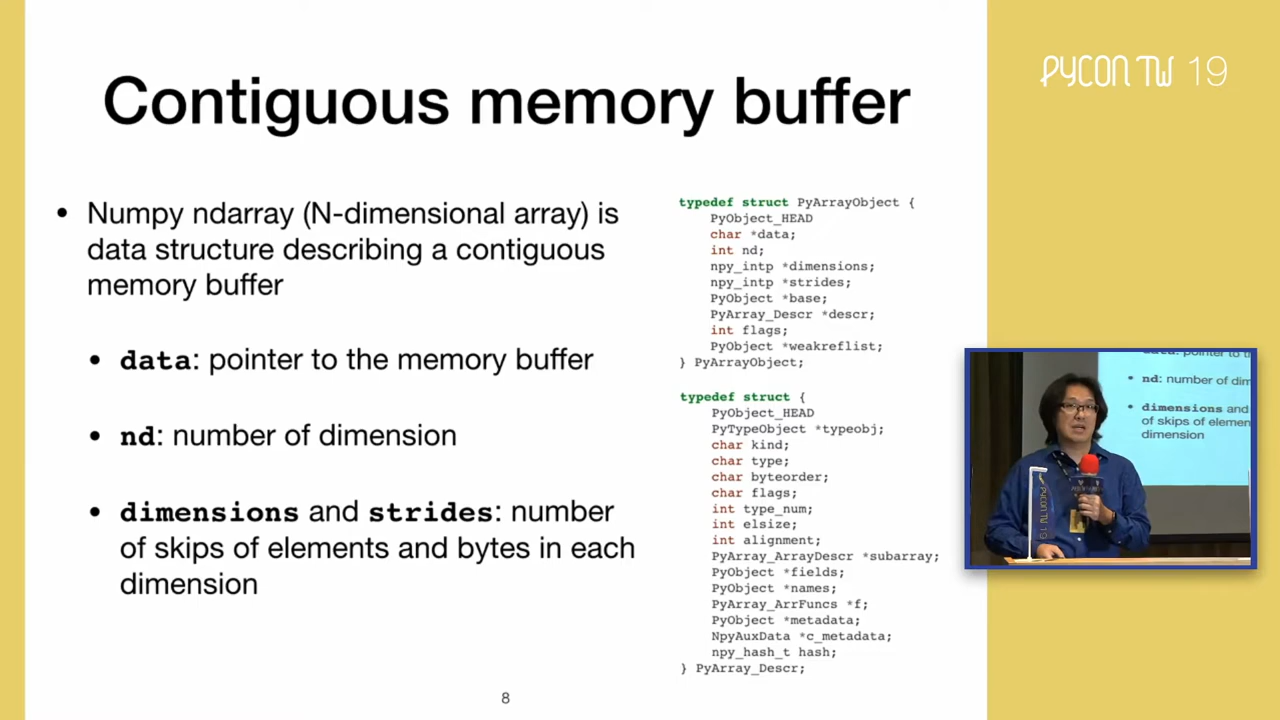 Contiguous memory buffer
PYCON TW 19
• Numpy ndarray (N-dimensional array) is
data structure describing a contiguous
memory buffer
• data: pointer to the memory buffer
• nd: number of dimension
• dimensions and strides: number
of skips of elements and bytes in each
dimension
typedef struct PyArrayObject {
PyObject_HEAD
char *data;
int nd;
npy_intp *dimensions;
npy_intp *strides;
PyObject *base;
PyArray_Descr *descr;
int flags;
PyObject *weakreflist;
} PyArrayObject;
typedef struct {
PyObject_HEAD
PyTypeObject *typeobj;
char kind;
char type;
char byteorder;
char flags;
int type_num;
int elsize;
int alignment;
PyArray_ArrayDescr *subarray;
PyObject *fields;
PyObject *names;
PyArray_ArrFuncs *f;
PyObject *metadata;
NpyAuxData *c_metadata;
npy_hash_t hash;
} PyArray_Descr;
8
• nd: number of dim
• dimensions and
of skips of elemen
dimension
PYCON TW 19